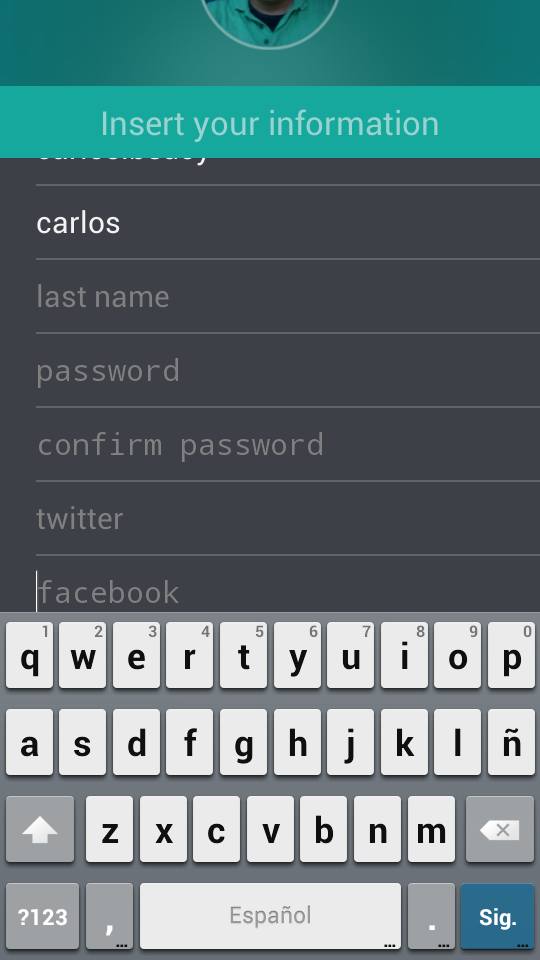 Insert your information
carlos
last name
password
confirm password
twitter
facebook
1 2 3 4 5 6 7 8 9 0
q w e r t y u i o p
a s d f g h j k l ñ
z x c v b n m
?123 , ... Español ... . ... Sig. ...